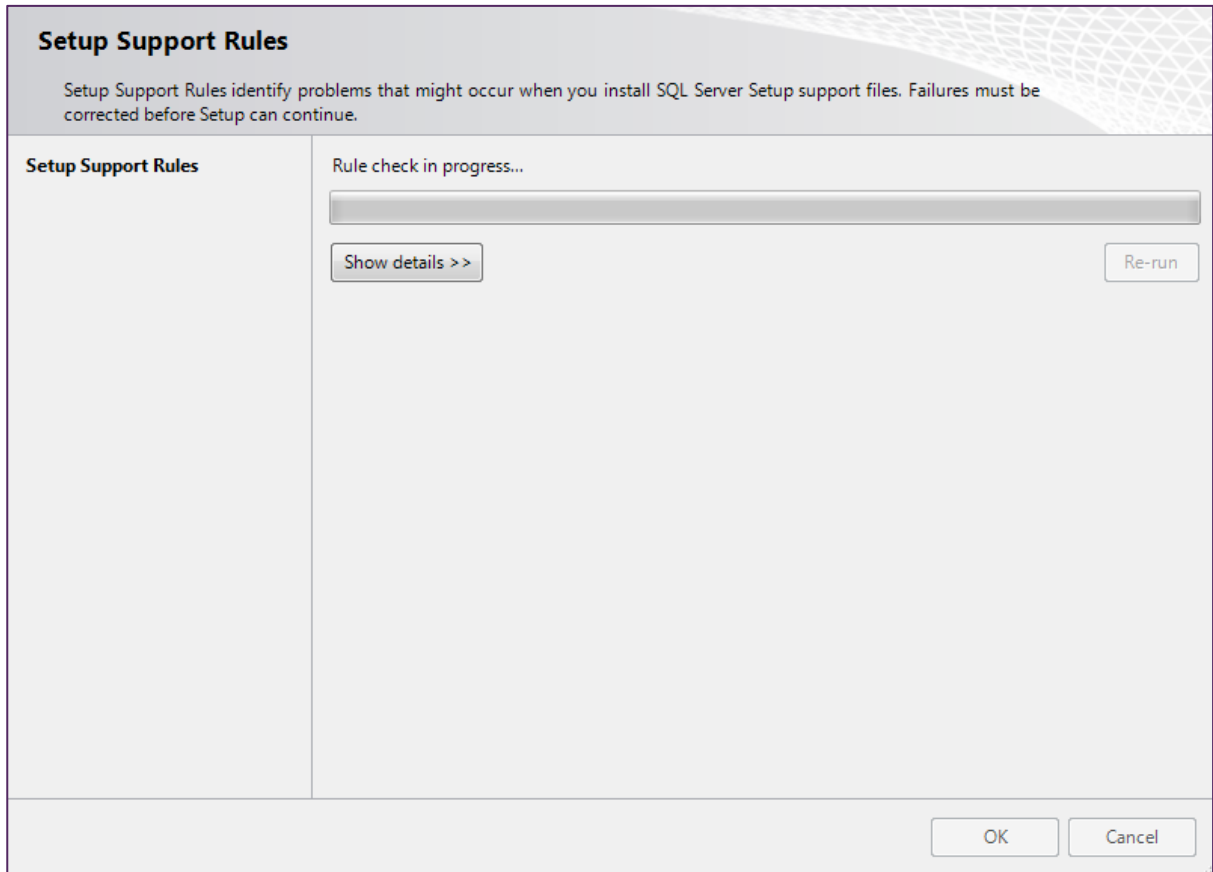 Setup Support Rules
Setup Support Rules identify problems that might occur when you install SQL Server Setup support files. Failures must be
corrected before Setup can continue.
Setup Support Rules
Rule check in progress...
Show details >>
Re-run
OK
Cancel